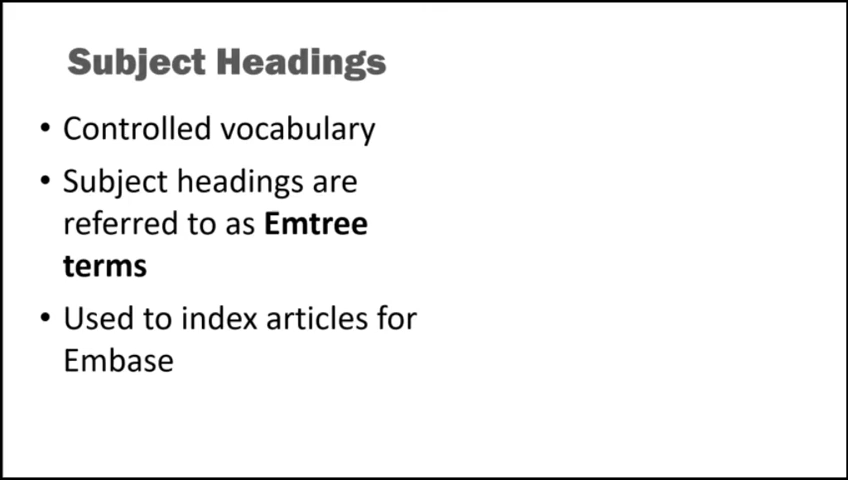 Subject Headings
• Controlled vocabulary
• Subject headings are
referred to as Emtree
terms
• Used to index articles for
Embase